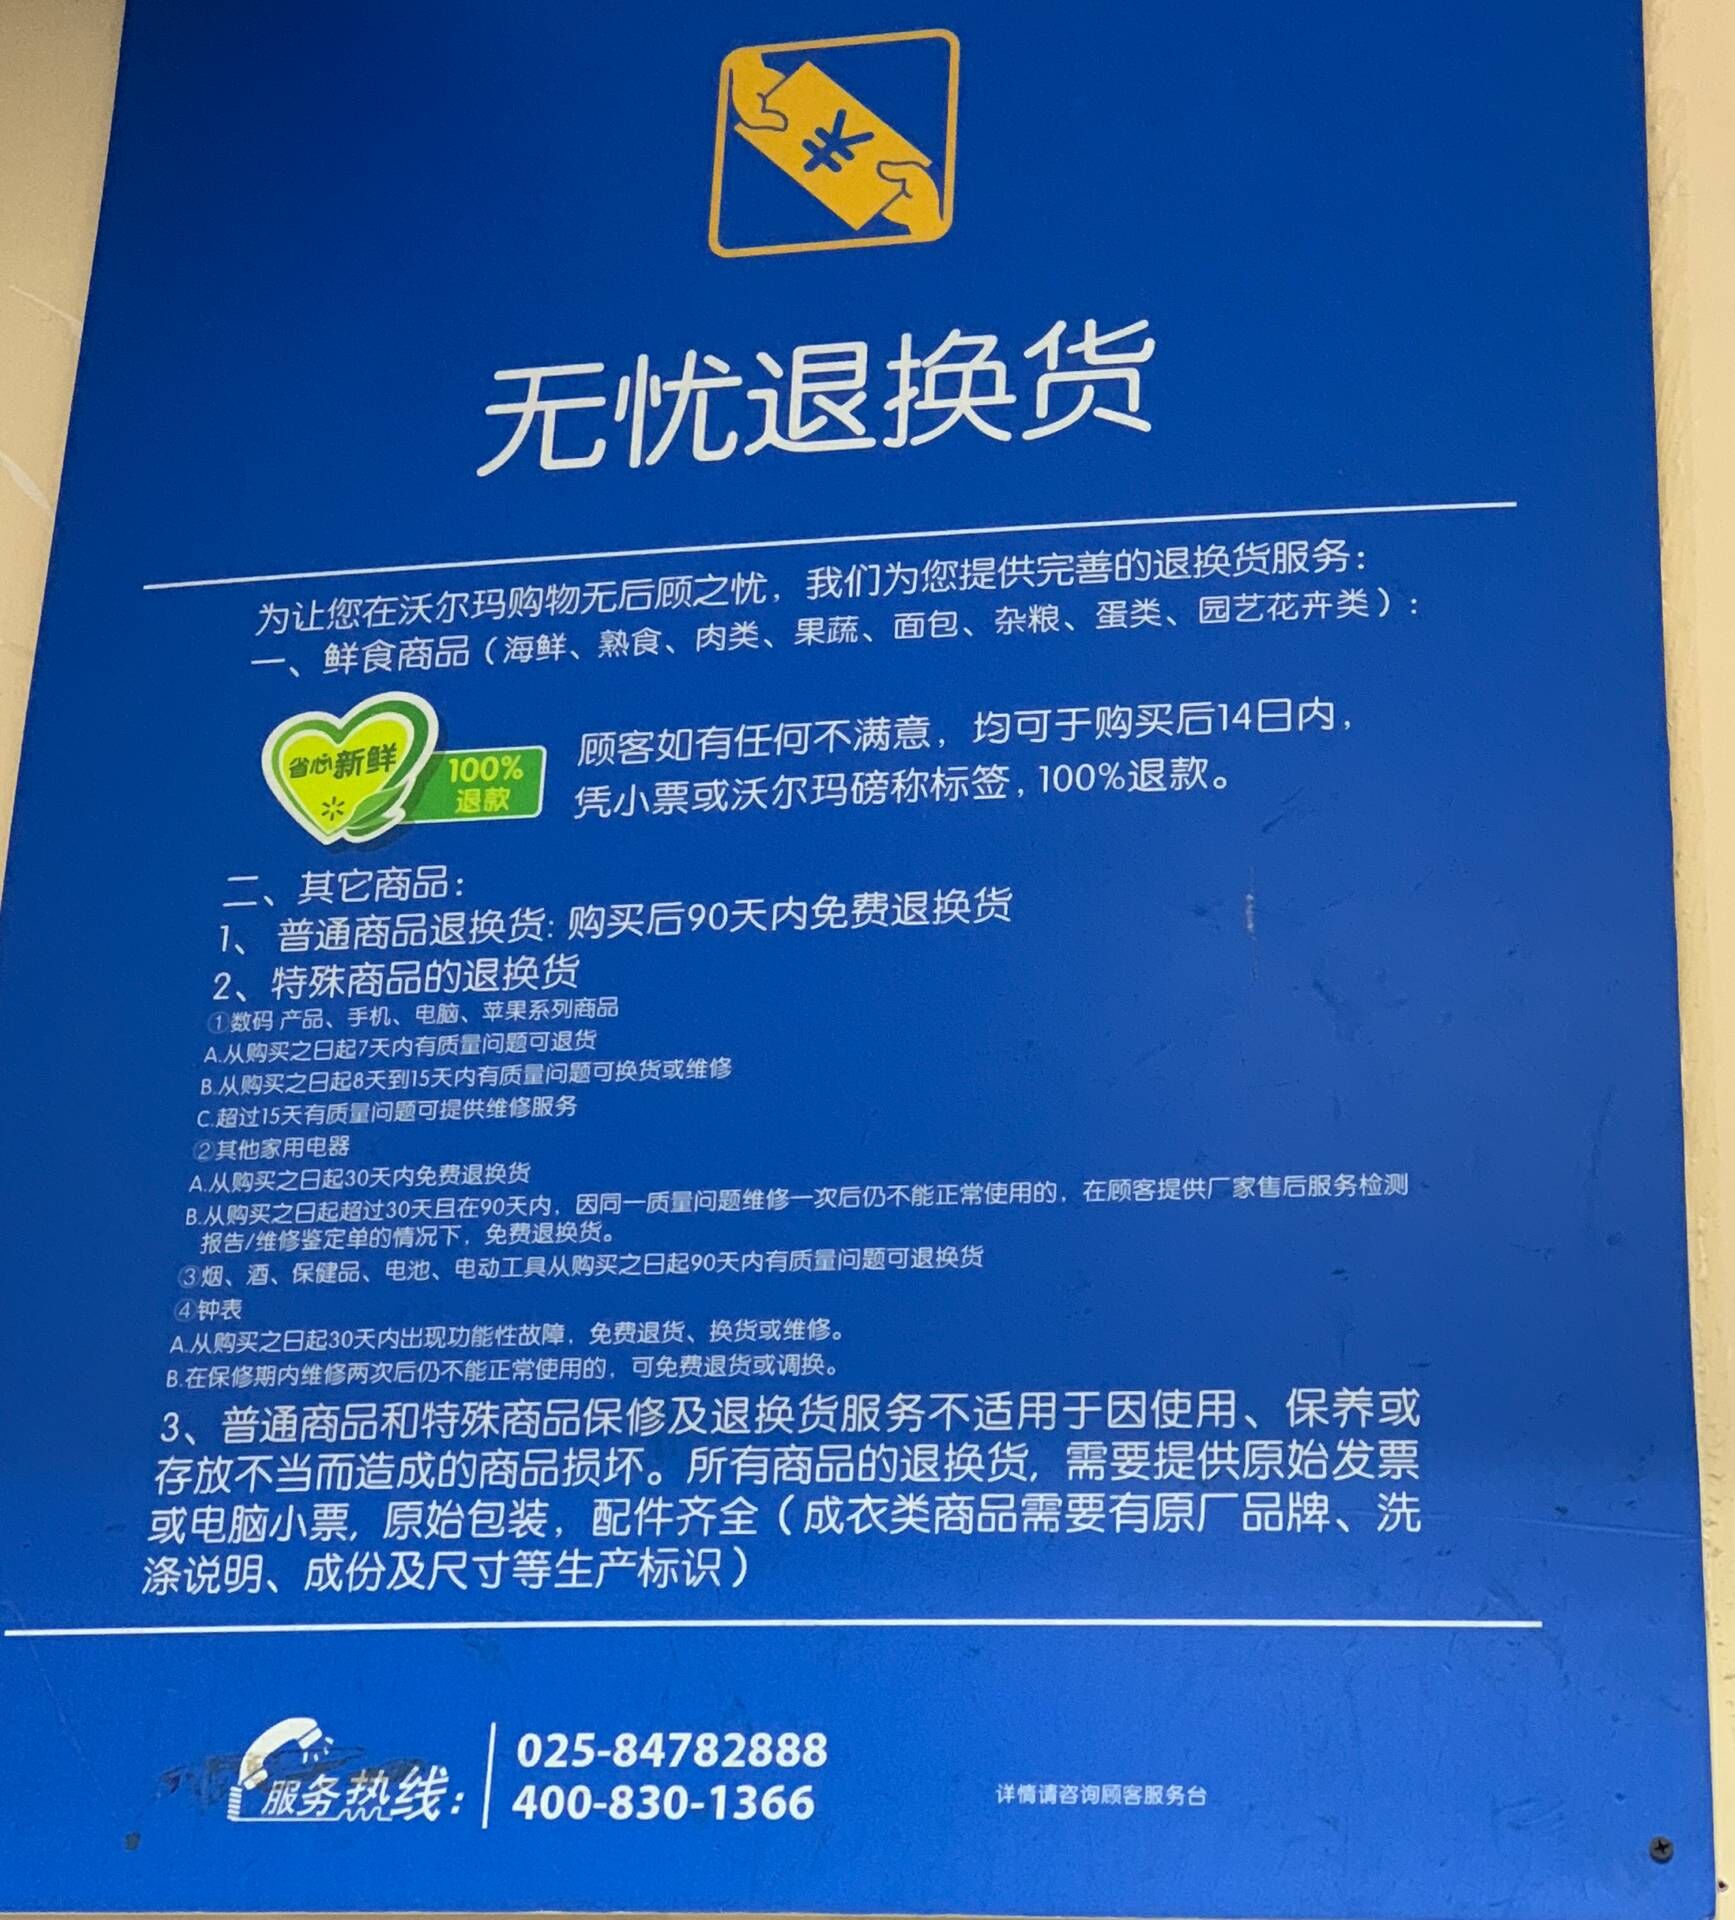 无忧退换货
为让您在沃尔玛购物无后顾之忧，我们为您提供完善的退换货服务：
一、鲜食商品（海鲜、熟食、肉类、果蔬、面包、杂粮、蛋类、园艺花卉类）：
省心新鲜
100%
退款
顾客如有任何不满意，均可于购买后14日内，
凭小票或沃尔玛磅称标签，100%退款。
二、其它商品：
1、普通商品退换货：购买后90天内免费退换货
2、特殊商品的退换货
①数码 产品、手机、电脑、苹果系列商品
A.从购买之日起7天内有质量问题可退货
B.从购买之日起8天到15天内有质量问题可换货或维修
C.超过15天有质量问题可提供维修服务
②其他家用电器
A.从购买之日起30天内免费退换货
B.从购买之日起超过30天且在90天内，因同一质量问题维修一次后仍不能正常使用的，在顾客提供厂家售后服务检测
报告/维修鉴定单的情况下，免费退换货。
③烟、酒、保健品、电池、电动工具从购买之日起90天内有质量问题可退换货
④钟表
A.从购买之日起30天内出现功能性故障，免费退货、换货或维修。
B.在保修期内维修两次后仍不能正常使用的，可免费退货或调换。
3、普通商品和特殊商品保修及退换货服务不适用于因使用、保养或
存放不当而造成的商品损坏。所有商品的退换货，需要提供原始发票
或电脑小票，原始包装，配件齐全（成衣类商品需要有原厂品牌、洗
涤说明、成份及尺寸等生产标识）
服务热线：
025-84782888
400-830-1366
详情请咨询顾客服务台